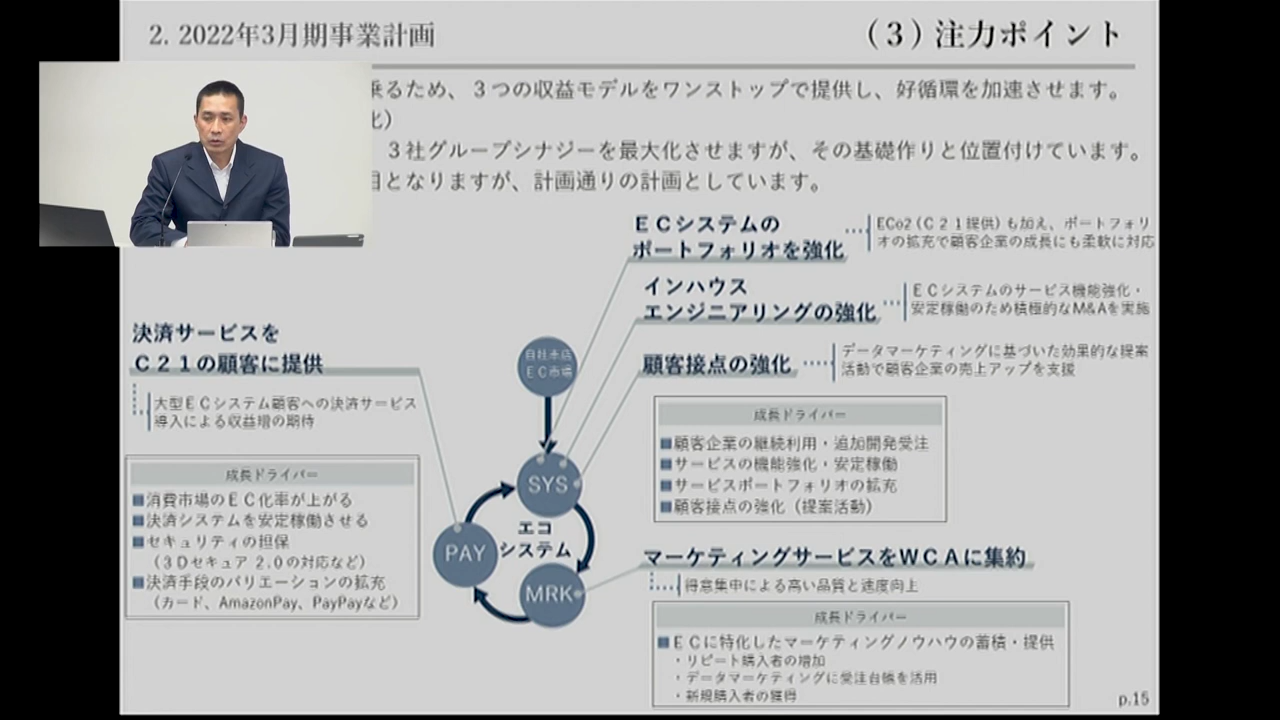 2. 2022年3月期事業計画
（３）注力ポイント
乗るため、３つの収益モデルをワンストップで提供し、好循環を加速させます。
化）
３社グループシナジーを最大化させますが、その基礎作りと位置付けています。
目となりますが、計画通りの計画としています。
ＥＣシステムの
ポートフォリオを強化
ECo2（Ｃ２１提供）も加え、ポートフォリ
オの拡充で顧客企業の成長にも柔軟に対応
インハウス
エンジニアリングの強化
ＥＣシステムのサービス機能強化・
安定稼働のため積極的なM&Aを実施
顧客接点の強化
データマーケティングに基づいた効果的な提案
活動で顧客企業の売上アップを支援
成長ドライバー
■顧客企業の継続利用・追加開発受注
■サービスの機能強化・安定稼働
■サービスポートフォリオの拡充
■顧客接点の強化（提案活動）
決済サービスを
Ｃ２１の顧客に提供
大型ＥＣシステム顧客への決済サービス
導入による収益増の期待
成長ドライバー
■消費市場のＥＣ化率が上がる
■決済システムを安定稼働させる
■セキュリティの担保
（３Ｄセキュア 2.0の対応など）
■決済手段のバリエーションの拡充
（カード、AmazonPay、PayPayなど）
自社本店
ＥＣ市場
SYS
エコ
システム
PAY
MRK
マーケティングサービスをＷＣＡに集約
得意集中による高い品質と速度向上
成長ドライバー
■ＥＣに特化したマーケティングノウハウの蓄積・提供
・リピート購入者の増加
・データマーケティングに受注台帳を活用
・新規購入者の獲得
p.15